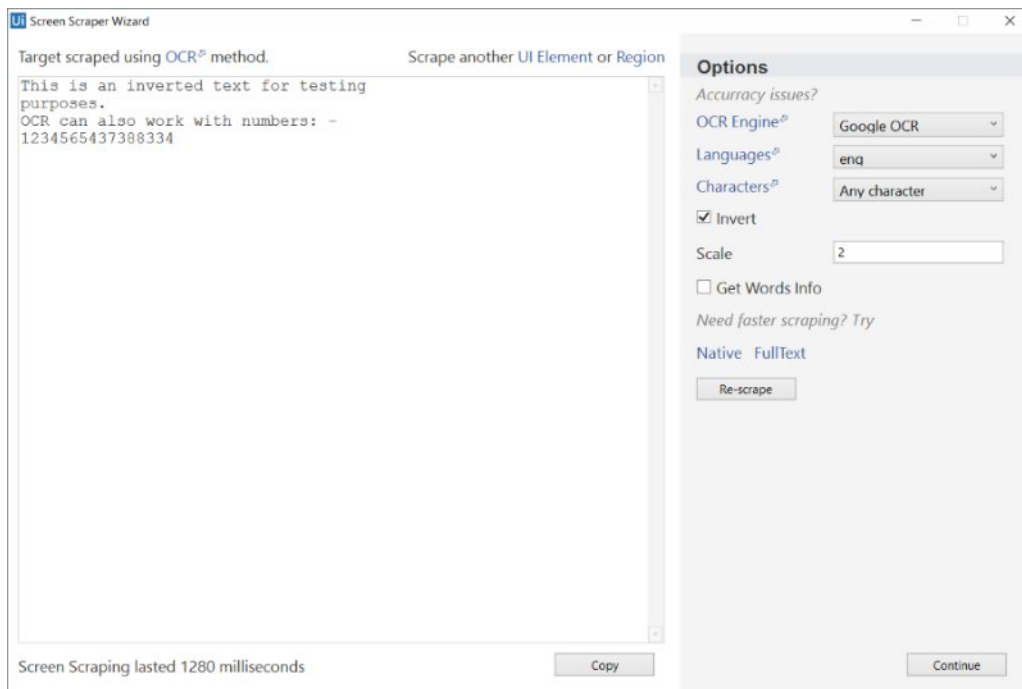 Ui Screen Scraper Wizard
Target scraped using OCR method.
Scrape another UI Element or Region
This is an inverted text for testing
purposes.
OCR can also work with numbers: -
1234565437388334
Screen Scraping lasted 1280 milliseconds
Copy
Options
Accurracy issues?
OCR Engine Google OCR
Languages eng
Characters Any character
Invert
Scale 2
Get Words Info
Need faster scraping? Try
Native FullText
Re-scrape
Continue